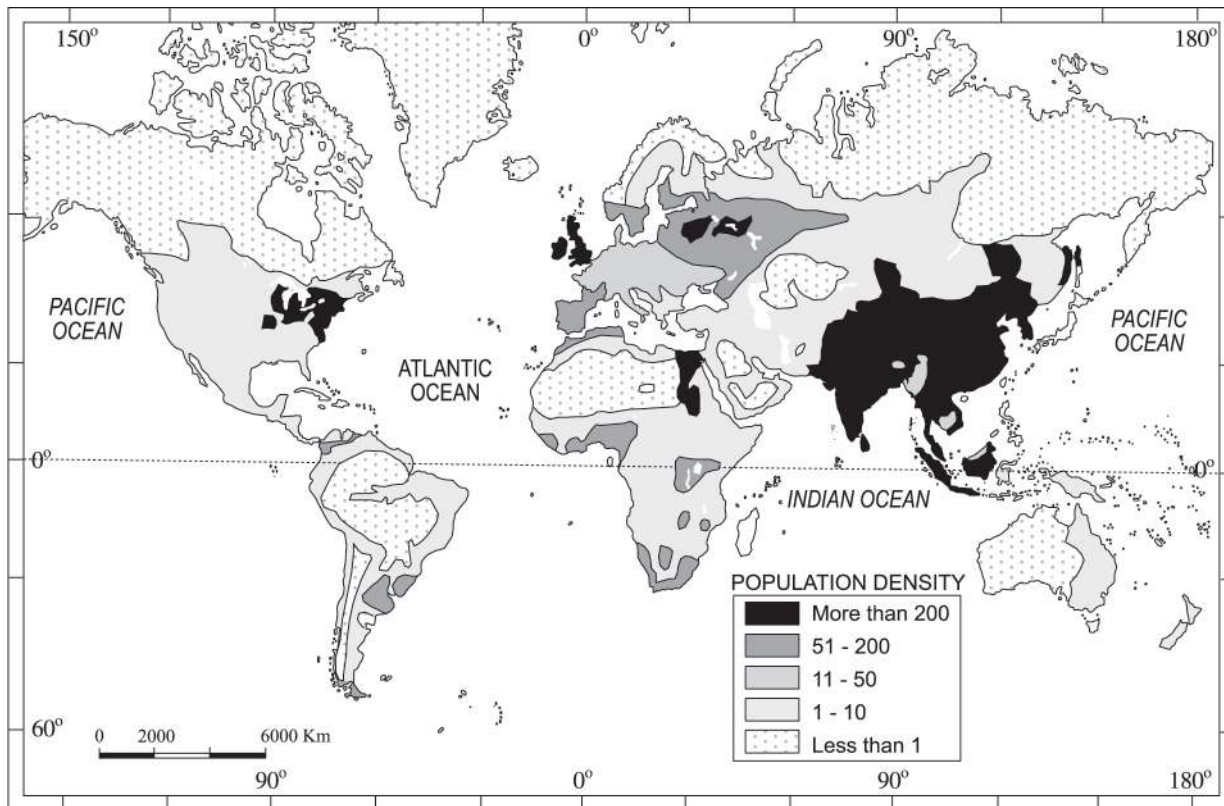 150° 0° 90° 180°
PACIFIC
OCEAN
ATLANTIC
OCEAN
PACIFIC
OCEAN
0° 0°
INDIAN OCEAN
POPULATION DENSITY
More than 200
51 - 200
11 - 50
1 - 10
Less than 1
60°
0 2000 6000 Km
90° 0° 90° 180°